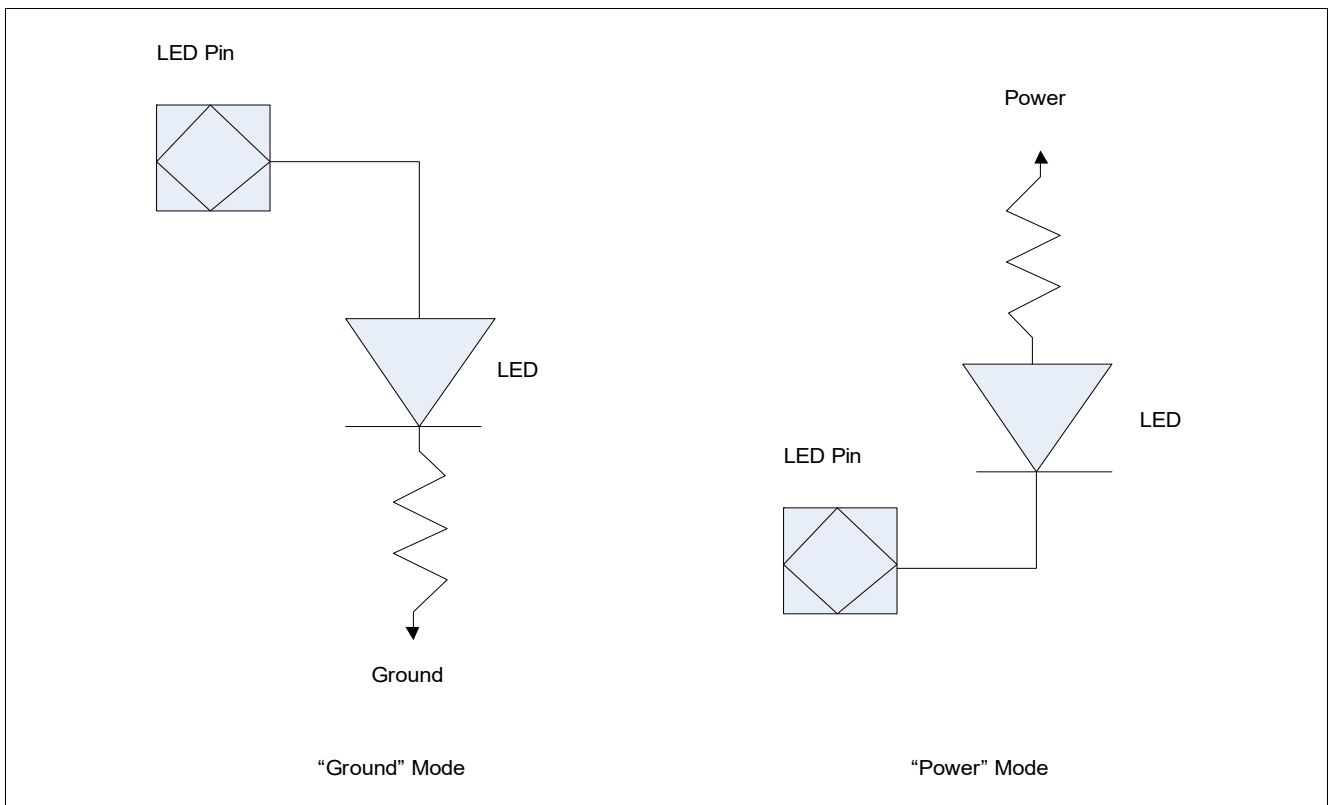 LED Pin
LED
Ground
“Ground” Mode
Power
LED
LED Pin
“Power” Mode